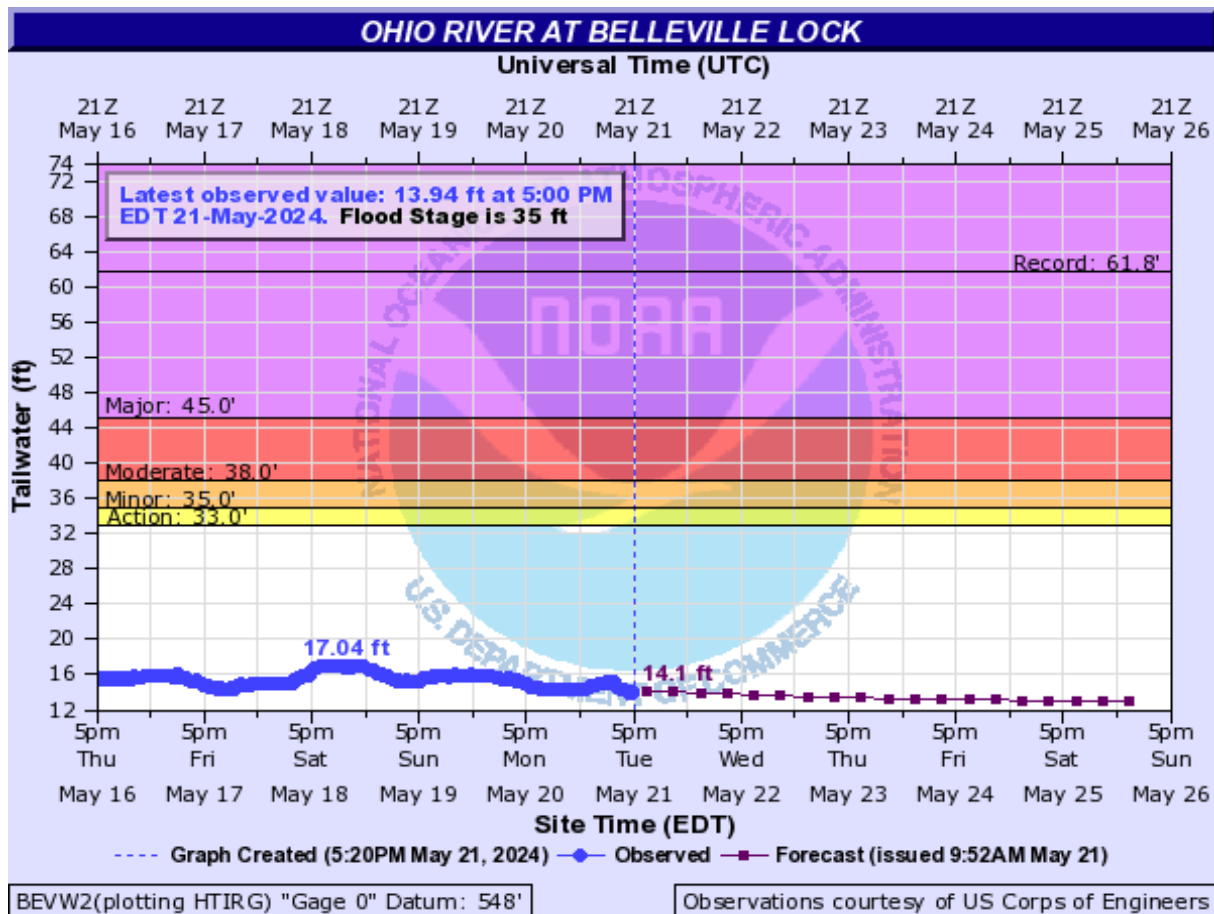 OHIO RIVER AT BELLEVILLE LOCK
Universal Time (UTC)
21Z 21Z 21Z 21Z 21Z 21Z 21Z 21Z 21Z 21Z 21Z
May 16 May 17 May 18 May 19 May 20 May 21 May 22 May 23 May 24 May 25 May 26
74
72
Latest observed value: 13.94 ft at 5:00 PM
EDT 21-May-2024. Flood Stage is 35 ft
68
64
Record: 61.8'
60
56
52
48
Major: 45.0'
44
40
Moderate: 38.0'
36
Minor: 35.0'
Action: 33.0'
32
28
24
20
17.04 ft
16
14.1 ft
12
Tailwater (ft)
NATIONAL OCEANIC AND ATMOSPHERIC ADMINISTRATION
NOAA
U.S. DEPARTMENT OF COMMERCE
5pm 5pm 5pm 5pm 5pm 5pm 5pm 5pm 5pm 5pm 5pm
Thu Fri Sat Sun Mon Tue Wed Thu Fri Sat Sun
May 16 May 17 May 18 May 19 May 20 May 21 May 22 May 23 May 24 May 25 May 26
Site Time (EDT)
Graph Created (5:20PM May 21, 2024) Observed Forecast (issued 9:52AM May 21)
BEVW2(plotting HTIRG) "Gage 0" Datum: 548'
Observations courtesy of US Corps of Engineers